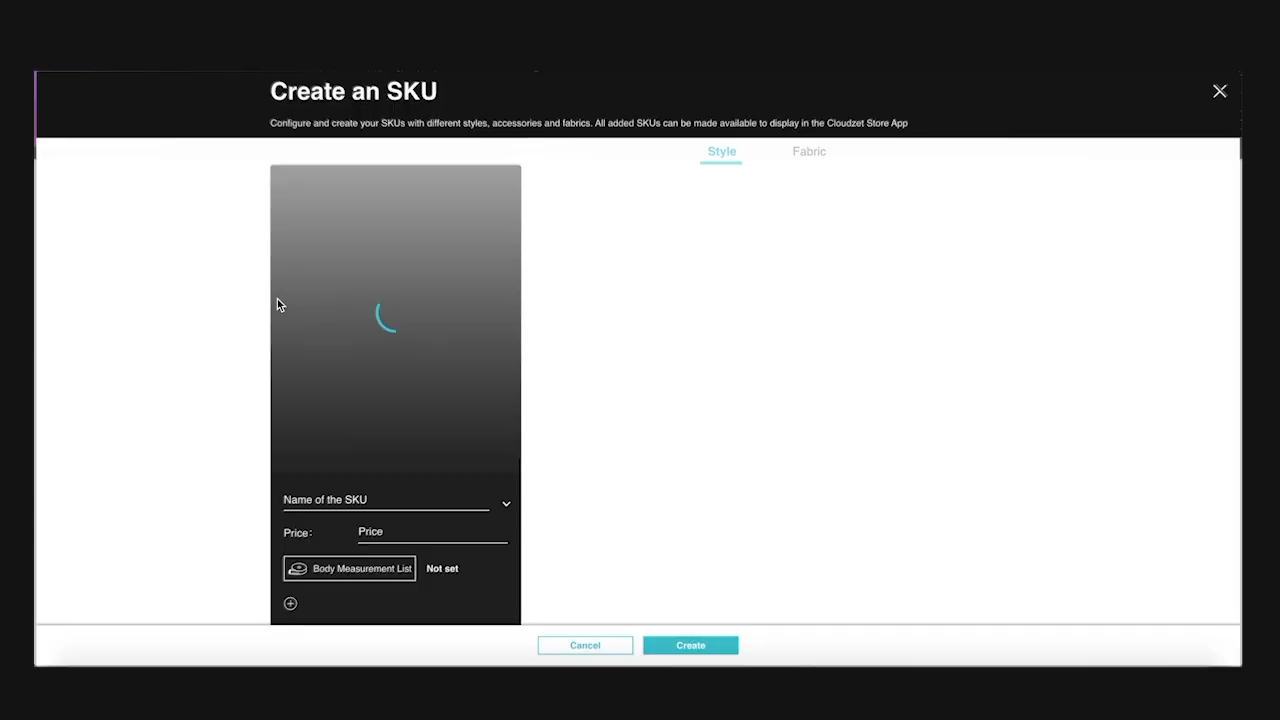 Create an SKU
Configure and create your SKUs with different styles, accessories and fabrics. All added SKUs can be made available to display in the Cloudzet Store App
Style
Fabric
Name of the SKU
Price:
Price
Body Measurement List
Not set
Cancel
Create